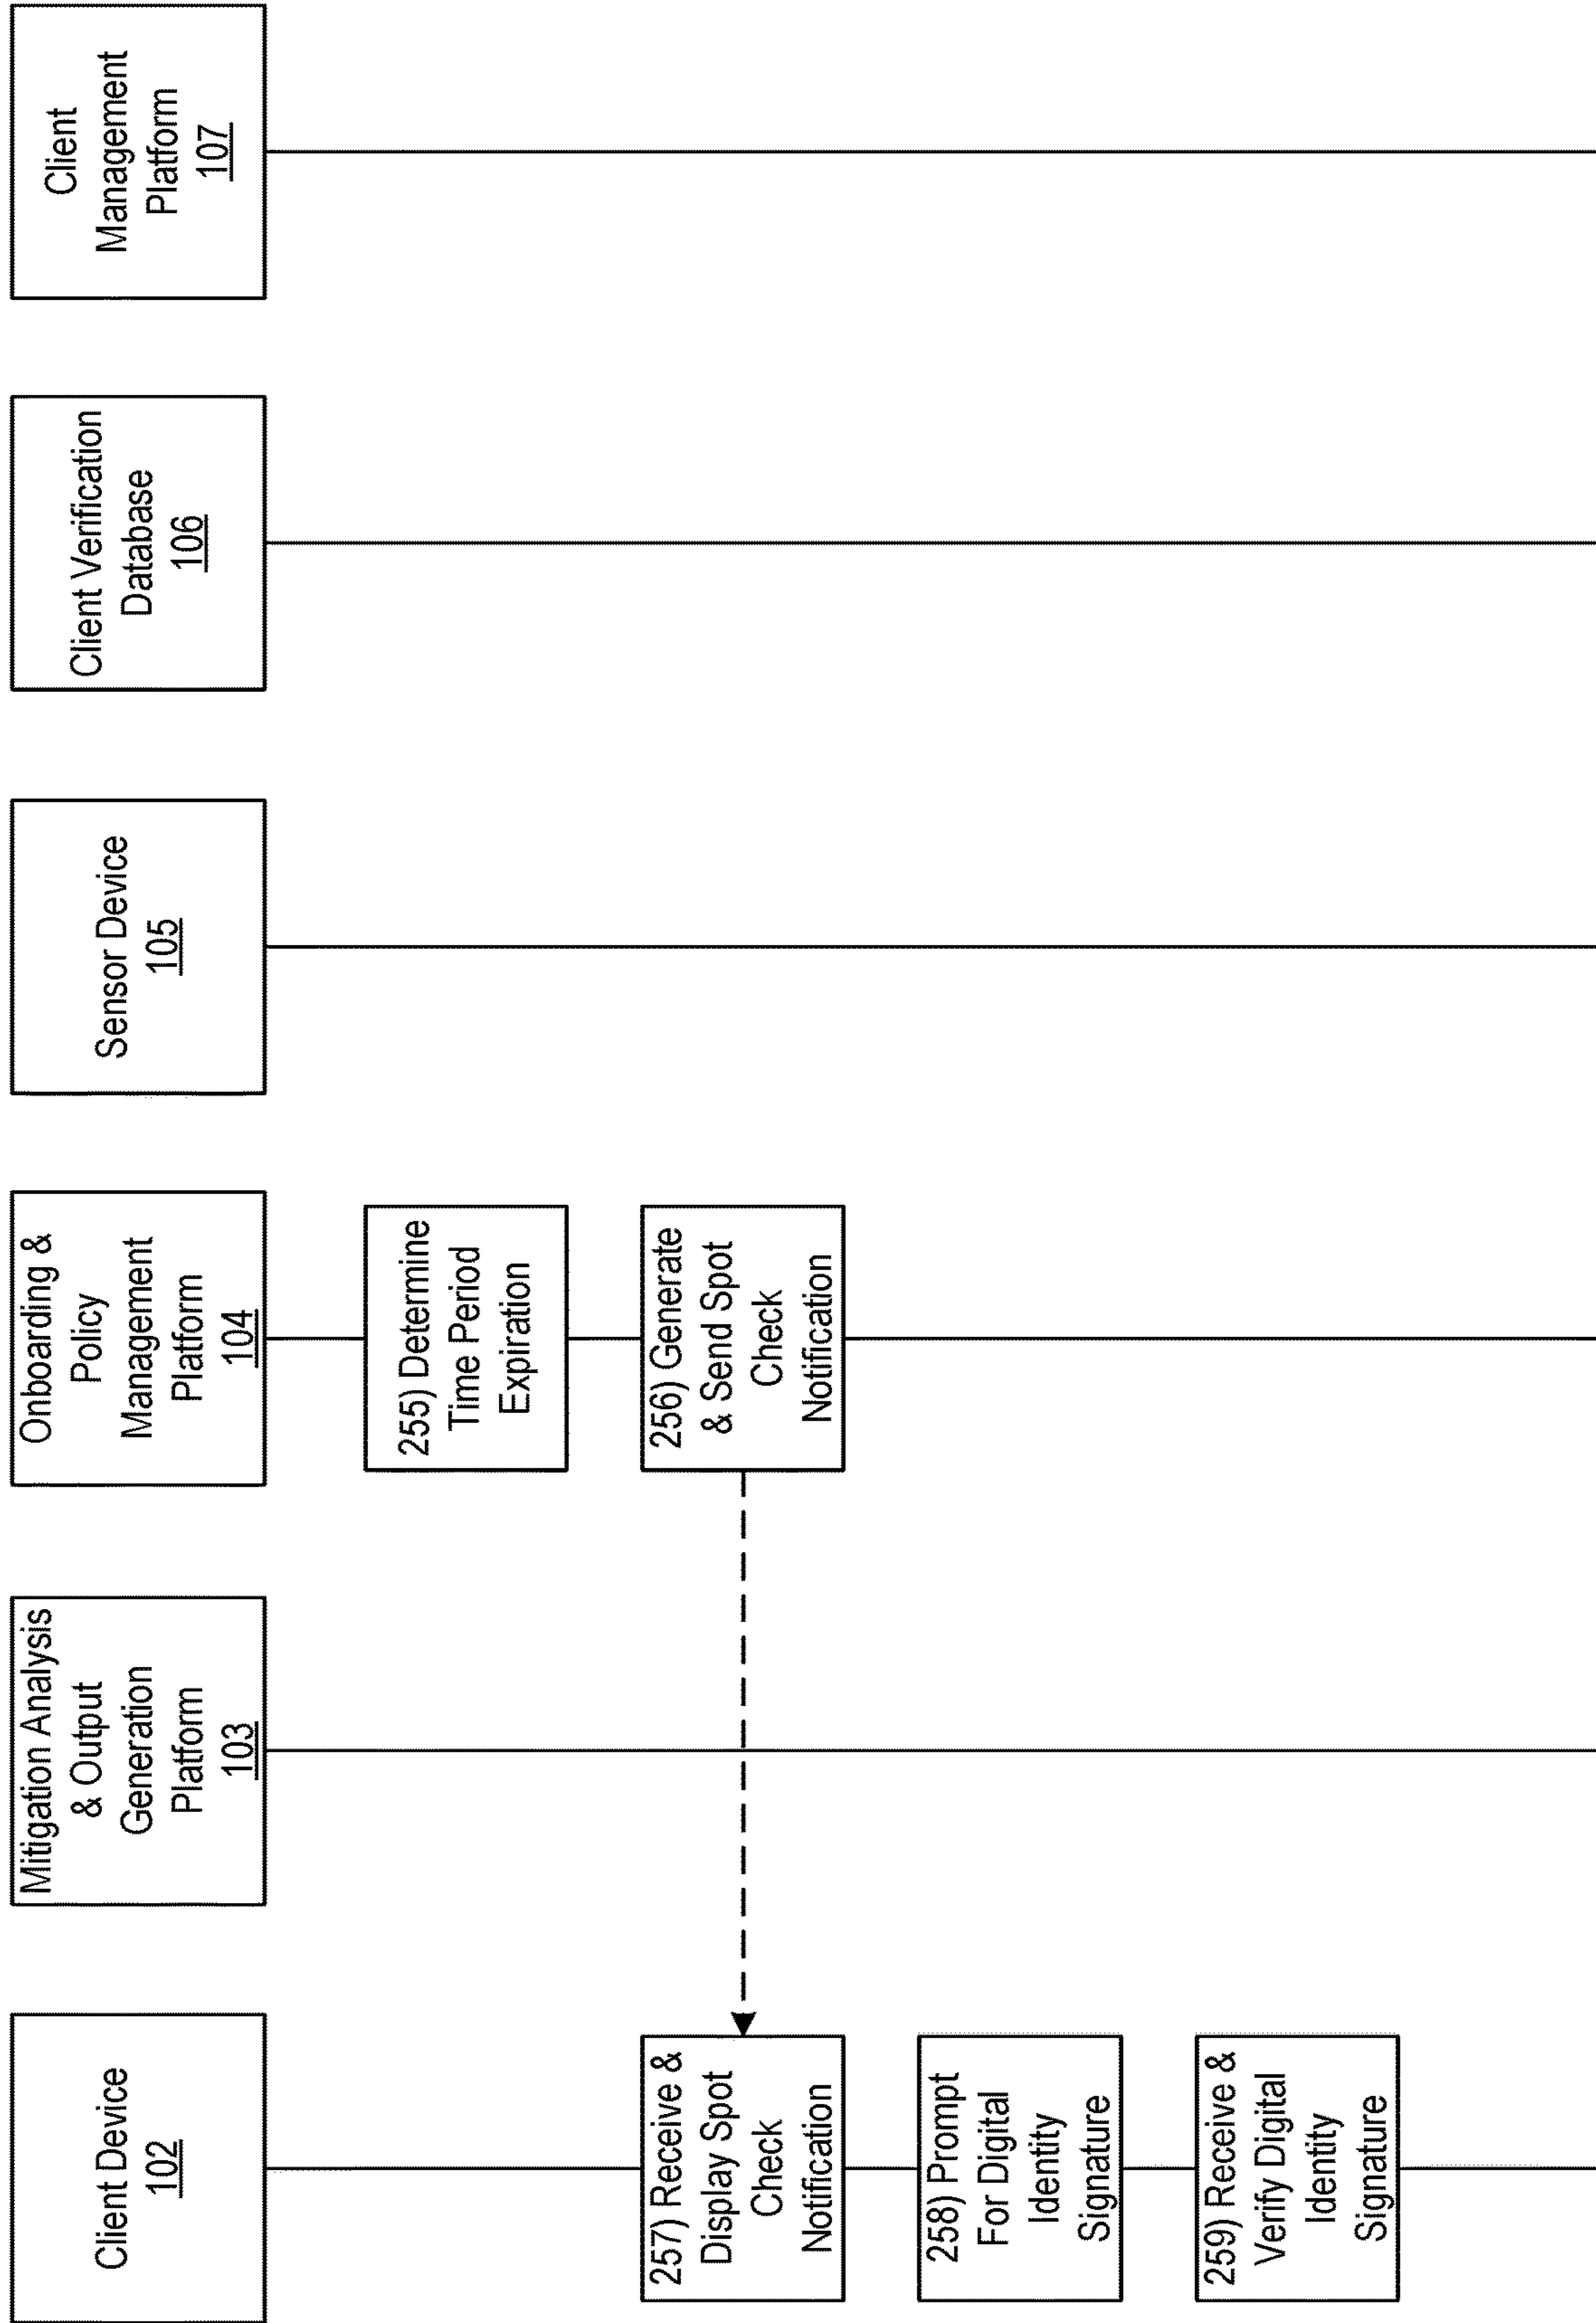 Client Device
102
Mitigation Analysis
& Output
Generation
Platform
103
Onboarding &
Policy
Management
Platform
104
Sensor Device
105
Client Verification
Database
106
Client
Management
Platform
107
255) Determine
Time Period
Expiration
256) Generate
& Send Spot
Check
Notification
257) Receive &
Display Spot
Check
Notification
258) Prompt
For Digital
Identity
Signature
259) Receive &
Verify Digital
Identity
Signature